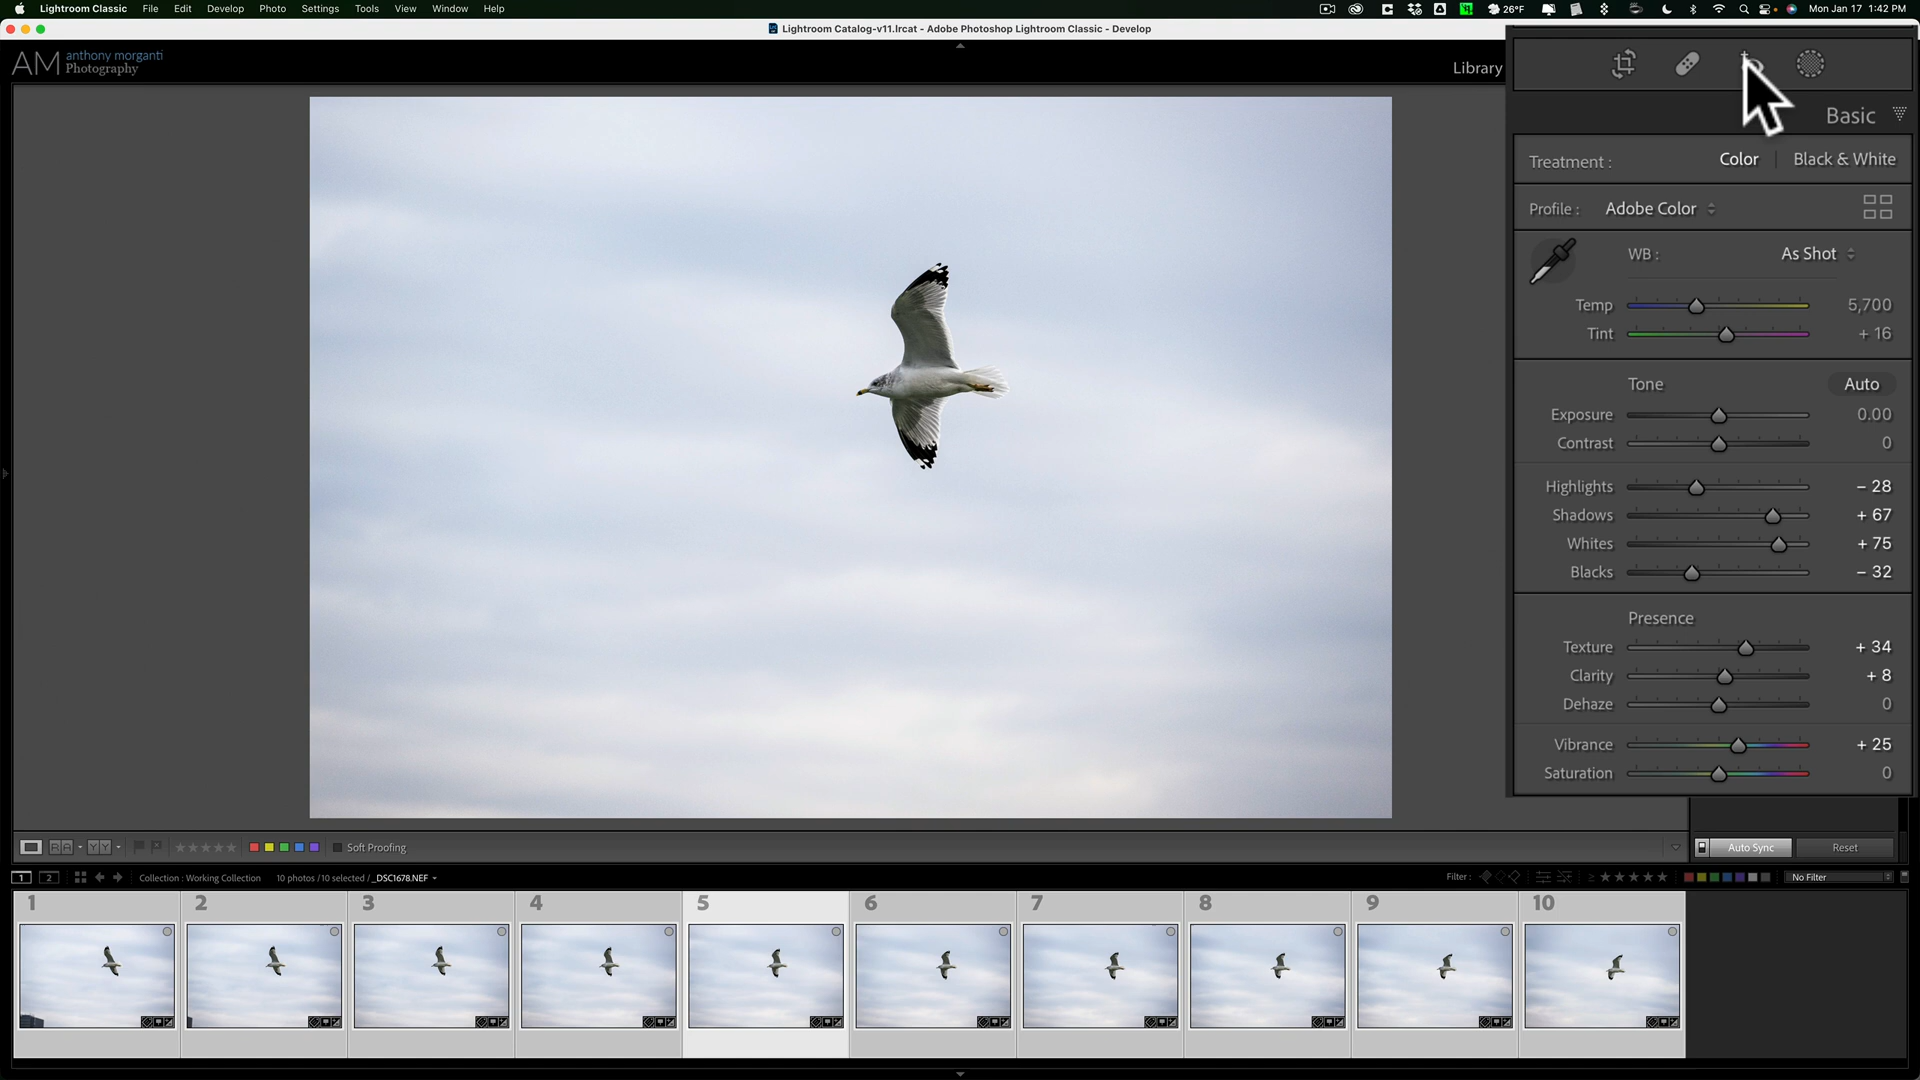 Lightroom Classic File Edit Develop Photo Settings Tools View Window Help 26°F Mon Jan 17 1:42 PM
Lightroom Catalog-v11.lrcat - Adobe Photoshop Lightroom Classic - Develop
AM anthony morganti
Photography
Library
Basic
Treatment : Color Black & White
Profile : Adobe Color
WB : As Shot
Temp 5,700
Tint + 16
Tone Auto
Exposure 0.00
Contrast 0
Highlights – 28
Shadows + 67
Whites + 75
Blacks – 32
Presence
Texture + 34
Clarity + 8
Dehaze 0
Vibrance + 25
Saturation 0
RA YY Soft Proofing Auto Sync Reset
1 2 Collection : Working Collection 10 photos /10 selected / _DSC1678.NEF Filter : ≥ No Filter
1 2 3 4 5 6 7 8 9 10